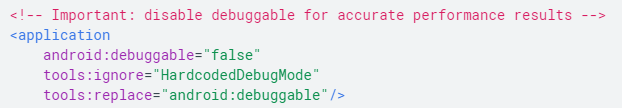 <!-- Important: disable debuggable for accurate performance results -->
<application
    android:debuggable="false"
    tools:ignore="HardcodedDebugMode"
    tools:replace="android:debuggable"/>